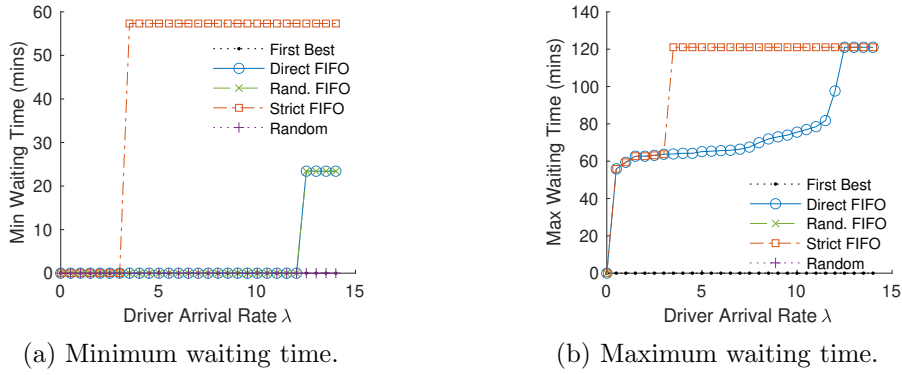 60
50
40
30
20
10
0
Min Waiting Time (mins)
First Best
Direct FIFO
Rand. FIFO
Strict FIFO
Random
0 5 10 15
Driver Arrival Rate λ
(a) Minimum waiting time.
140
120
100
80
60
40
20
0
Max Waiting Time (mins)
First Best
Direct FIFO
Rand. FIFO
Strict FIFO
Random
0 5 10 15
Driver Arrival Rate λ
(b) Maximum waiting time.